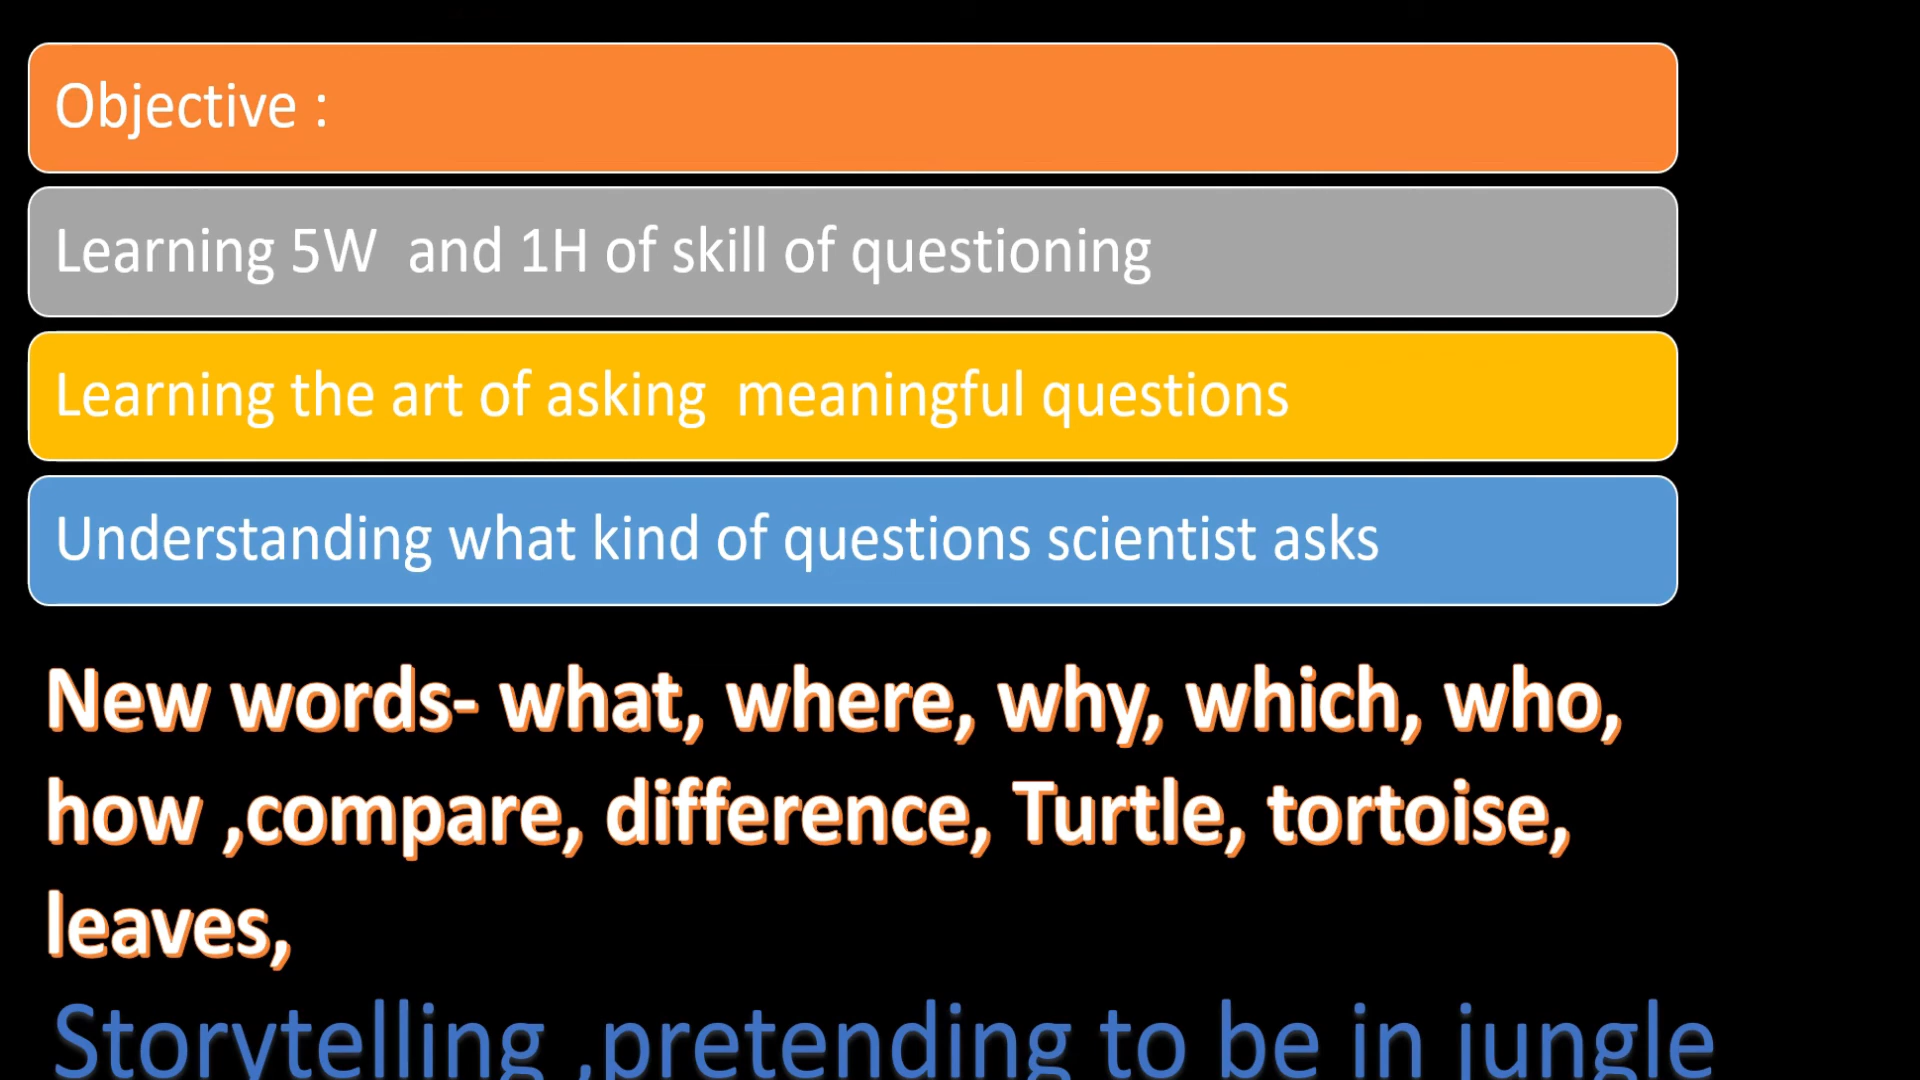 Objective :
Learning 5W  and 1H of skill of questioning
Learning the art of asking  meaningful questions
Understanding what kind of questions scientist asks
New words- what, where, why, which, who,
how ,compare, difference, Turtle, tortoise,
leaves,
Storytelling ,pretending to be in jungle